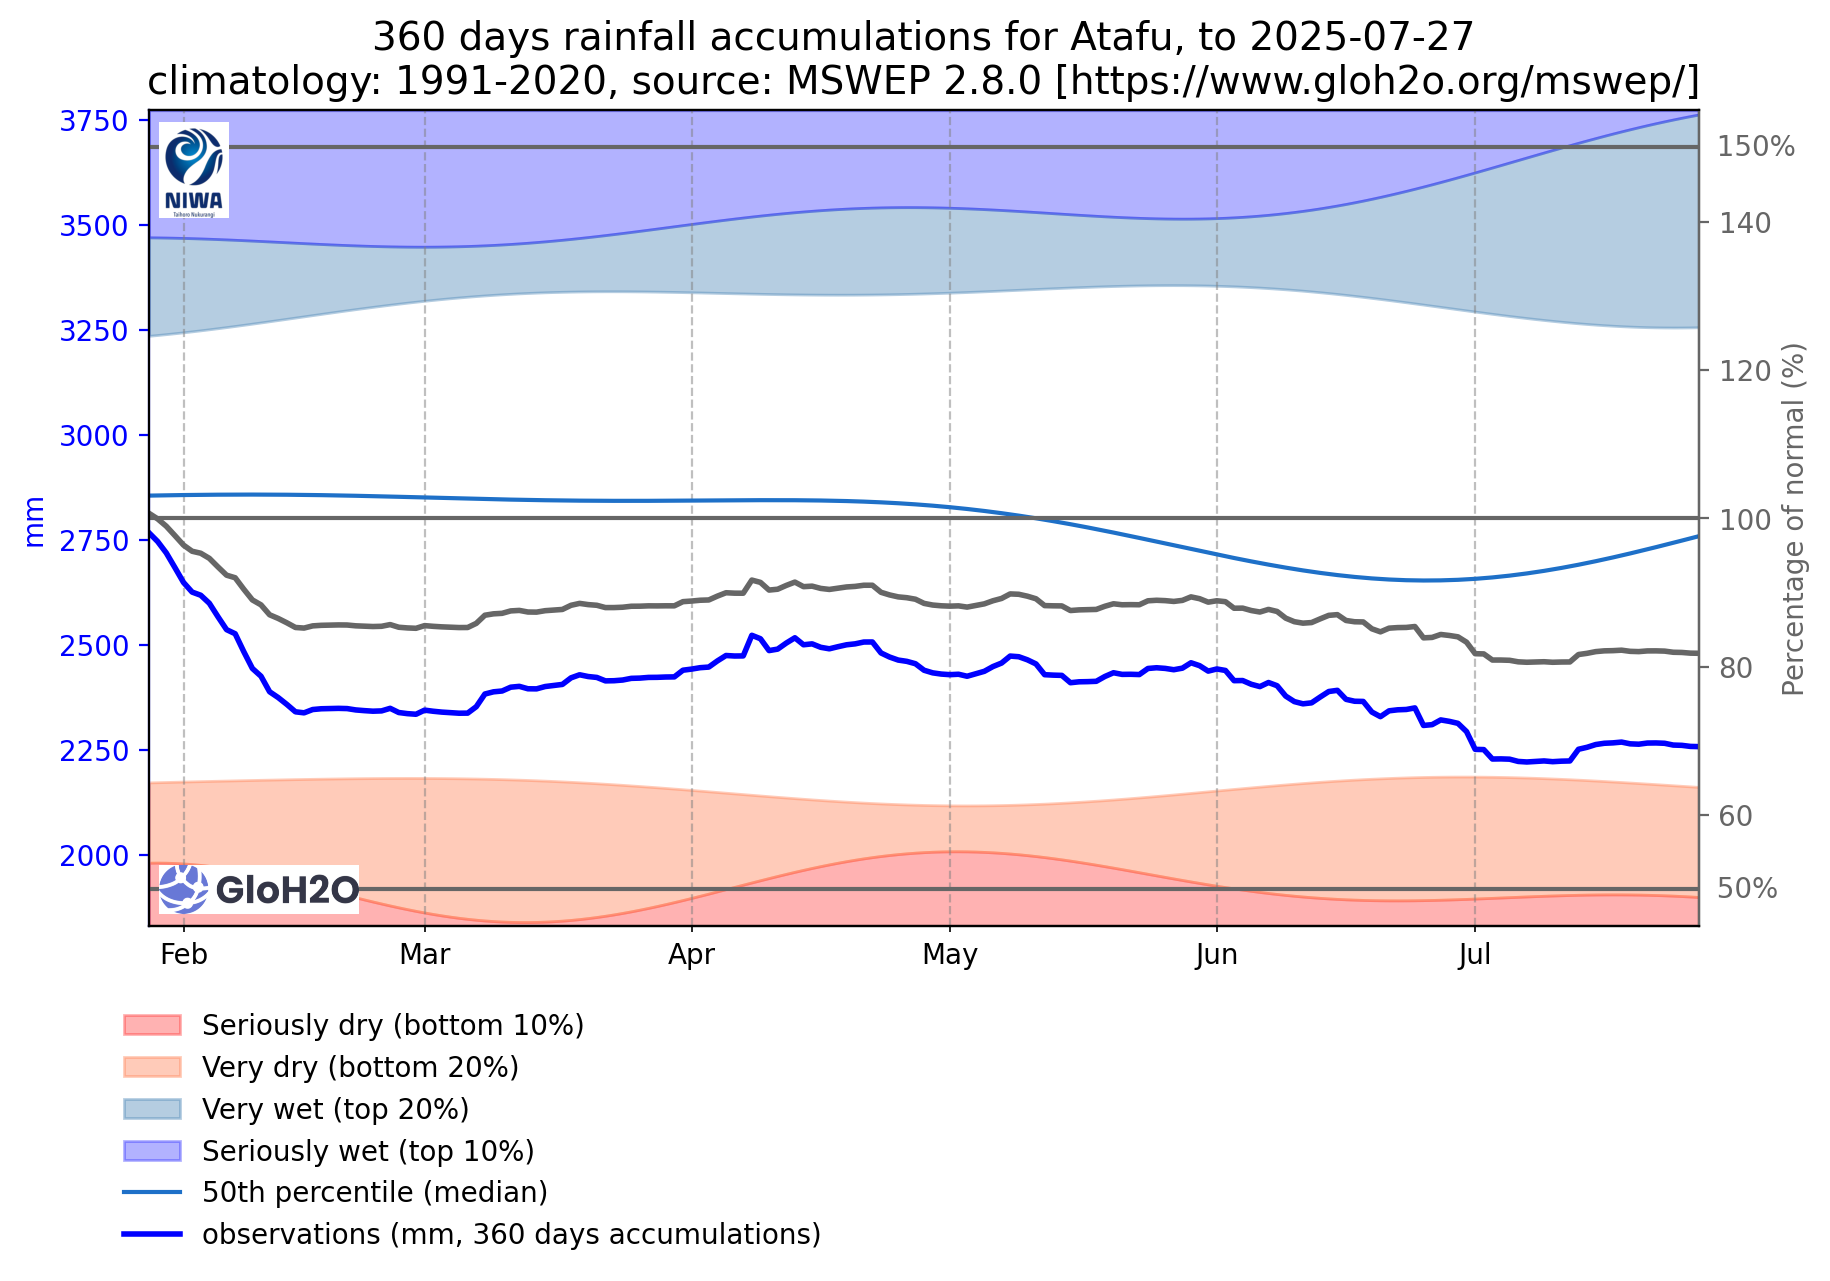 360 days rainfall accumulations for Atafu, to 2025-07-27
climatology: 1991-2020, source: MSWEP 2.8.0 [https://www.gloh2o.org/mswep/]
3750
3500
3250
3000
2750
2500
2250
2000
mm
NIWA
Taihoro Nukurangi
GloH2O
150%
140
120
100
80
60
50%
Percentage of normal (%)
Feb
Mar
Apr
May
Jun
Jul
Seriously dry (bottom 10%)
Very dry (bottom 20%)
Very wet (top 20%)
Seriously wet (top 10%)
50th percentile (median)
observations (mm, 360 days accumulations)